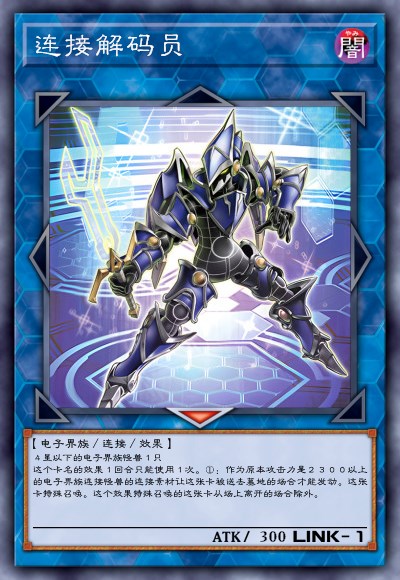 连接解码员
やみ
闇
【电子界族／连接／效果】
４星以下的电子界族怪兽１只
这个卡名的效果１回合只能使用１次。①：作为原本攻击力是２３００以上
的电子界族连接怪兽的连接素材让这张卡被送去墓地的场合才能发动。这张
卡特殊召唤。这个效果特殊召唤的这张卡从场上离开的场合除外。
ATK/ 300 LINK-1